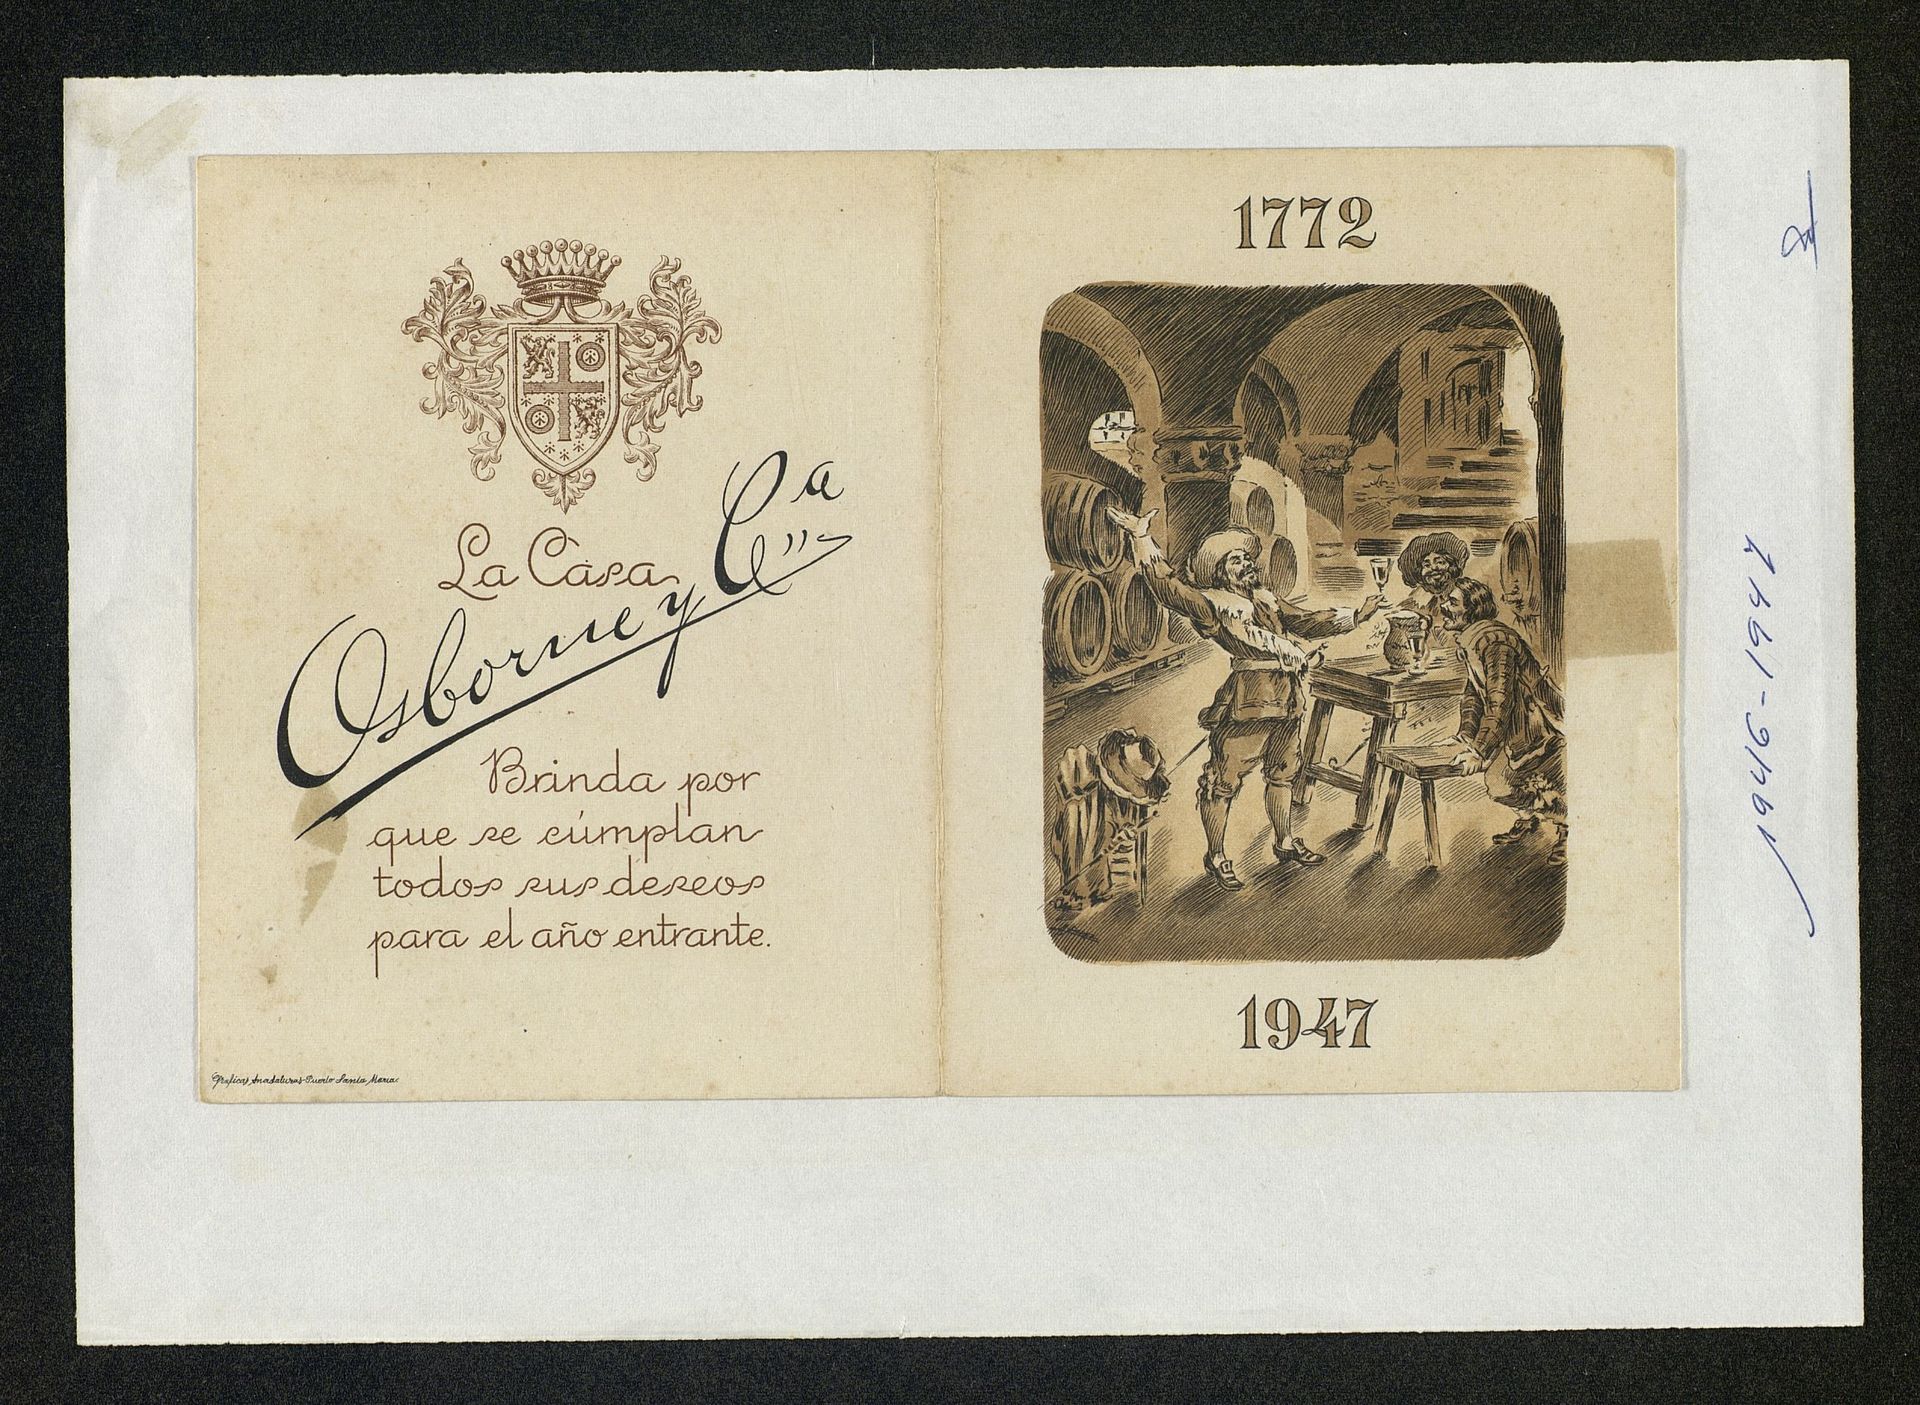 La Casa
Osborne y Cª
Brinda por
que se cúmplan
todos sus deseos
para el año entrante.
Gráficas Andaluzas-Puerto Santa María
1772
1947
1946-1947